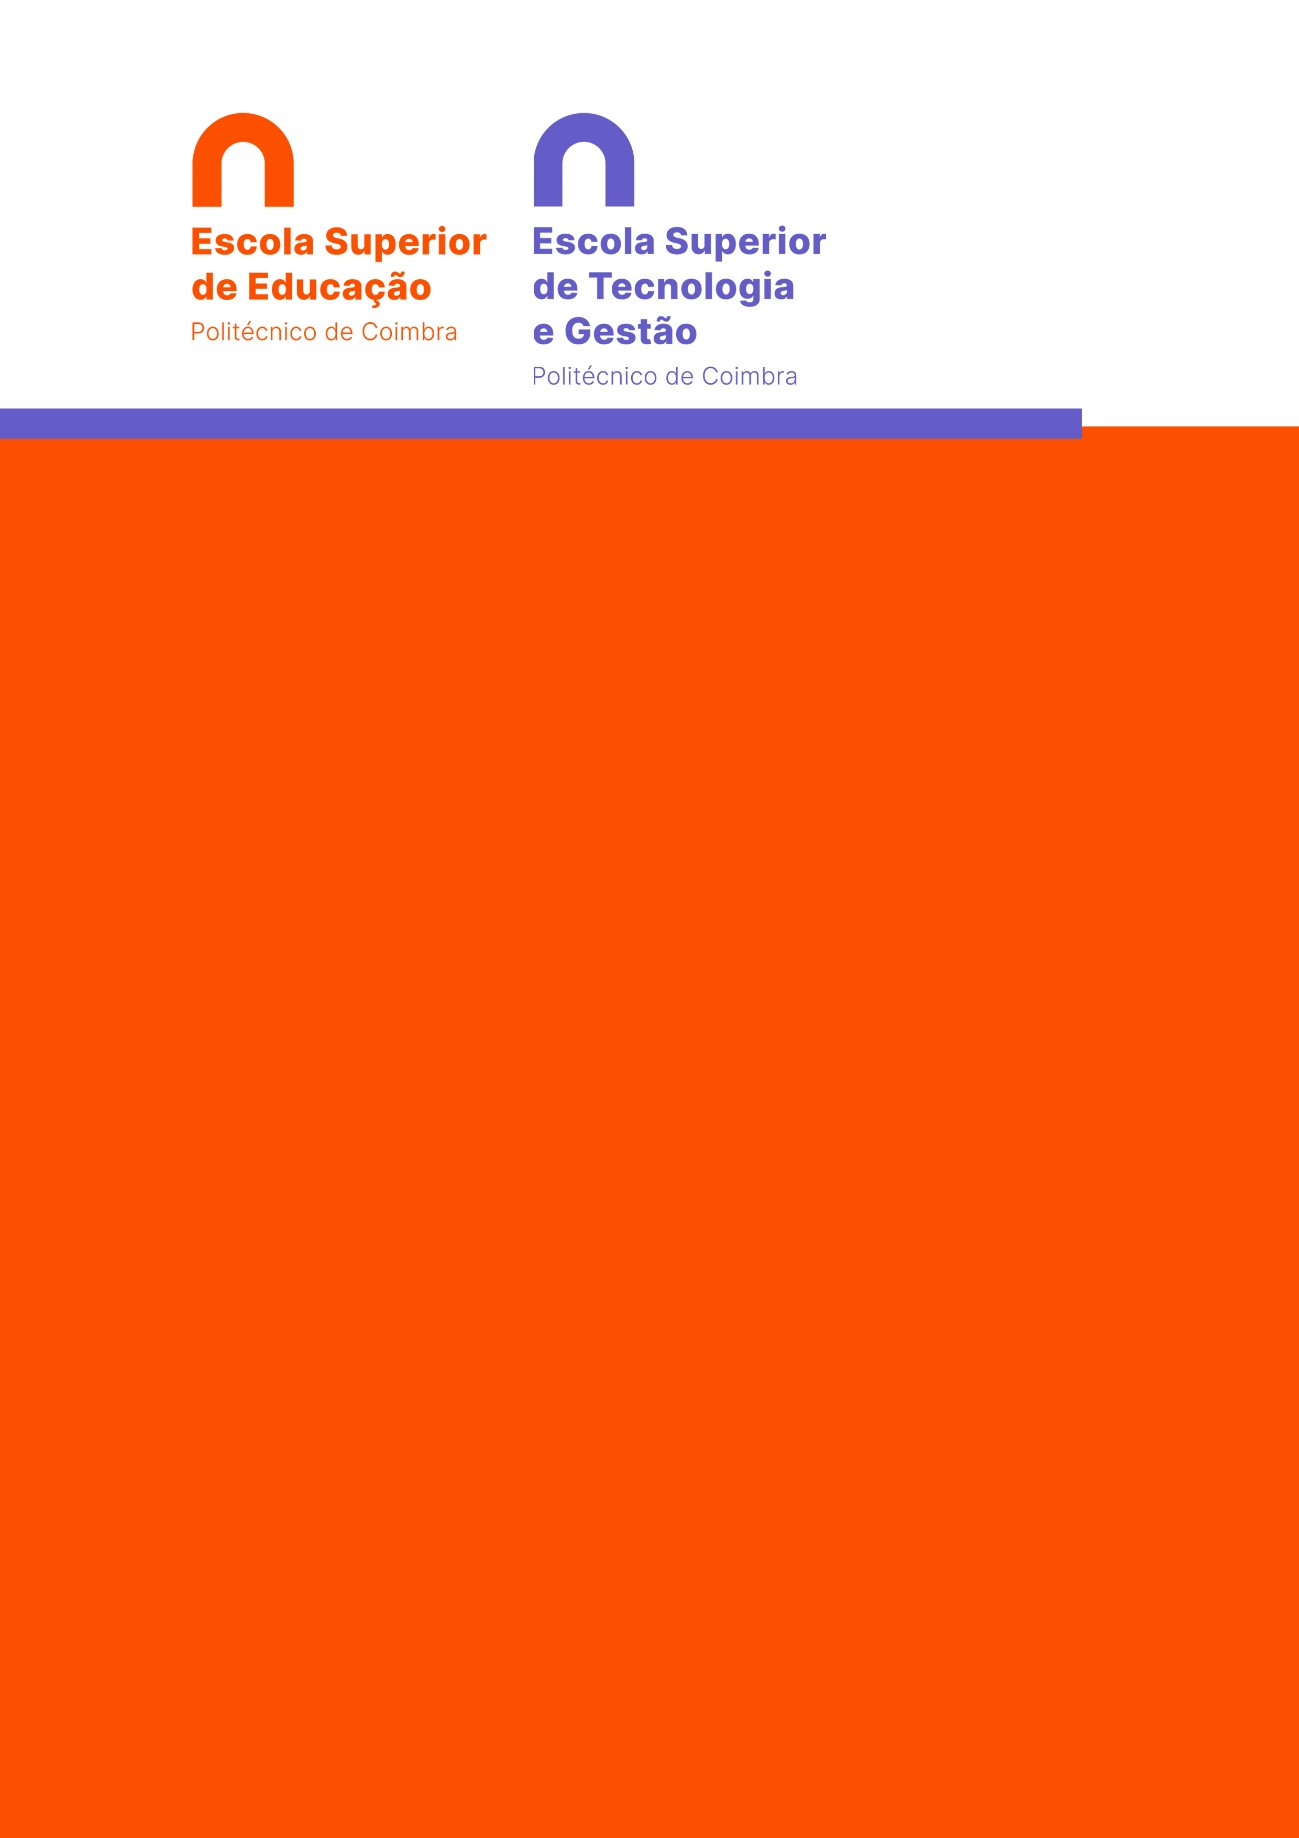 Escola Superior
de Educação
Politécnico de Coimbra
Escola Superior
de Tecnologia
e Gestão
Politécnico de Coimbra